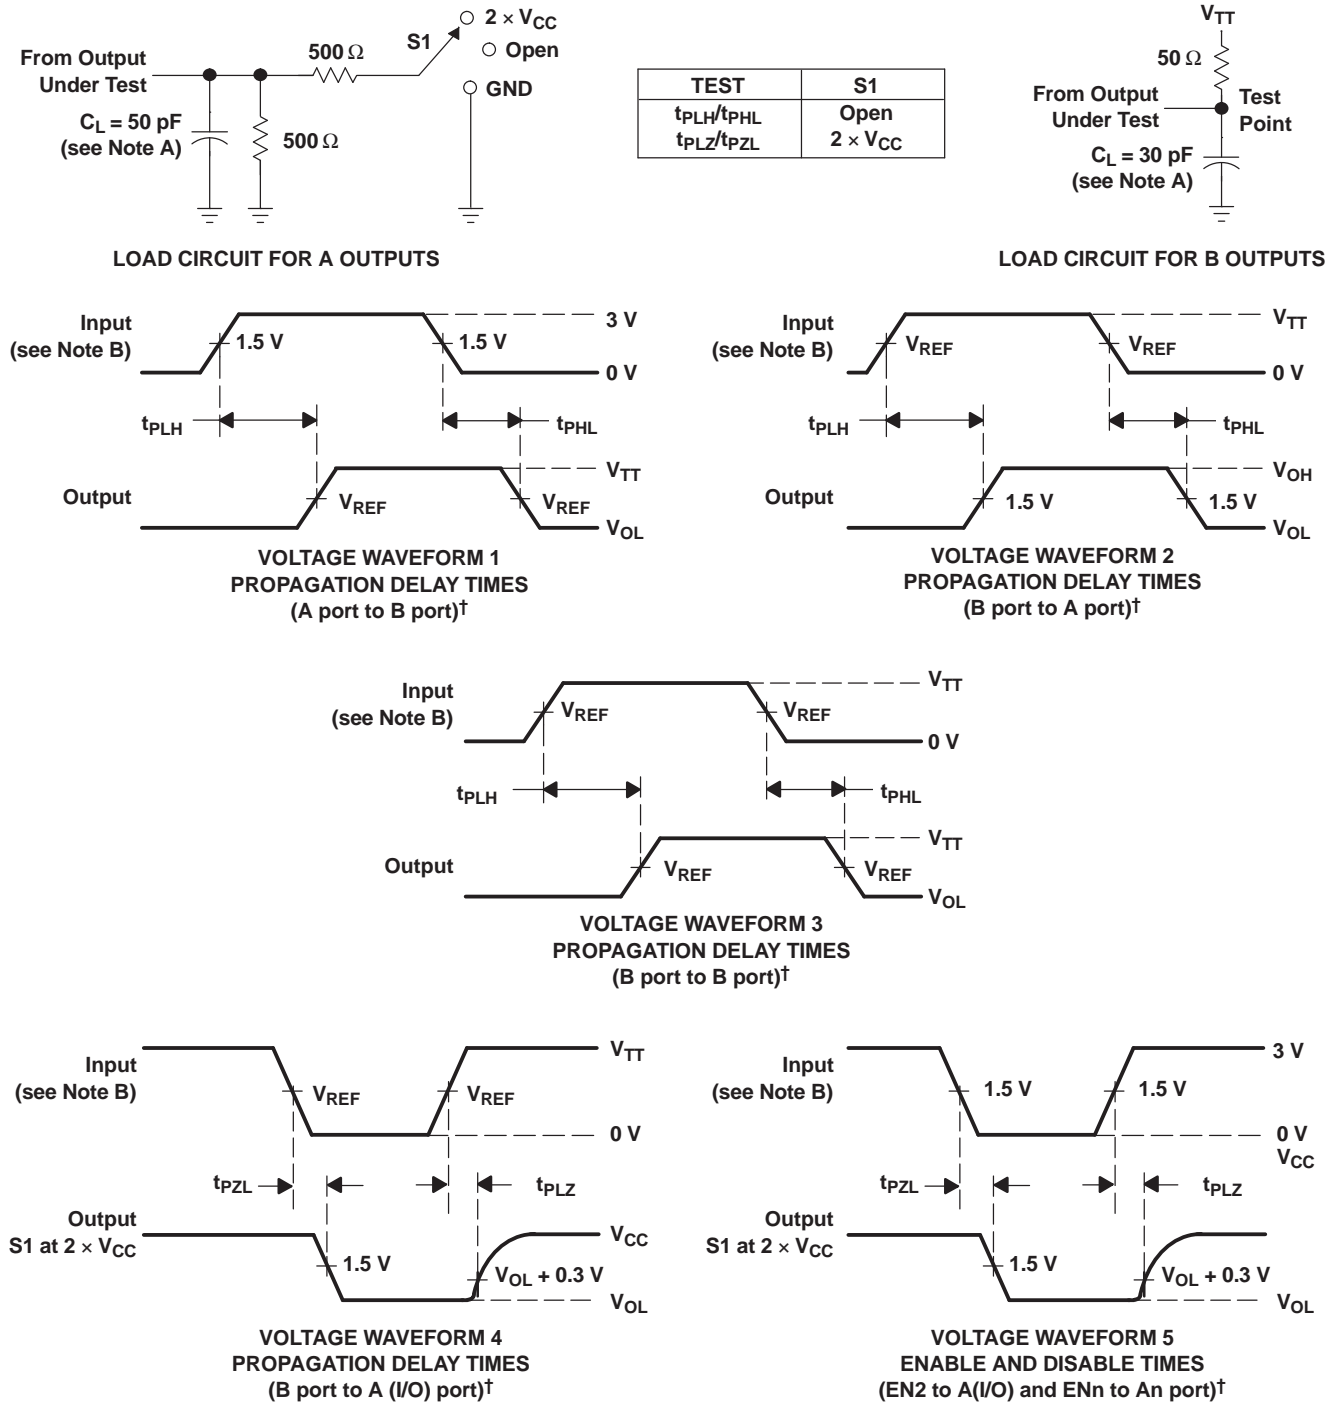 2 × VCC
S1
Open
GND
500 Ω
From Output
Under Test
CL = 50 pF
(see Note A)
500 Ω
LOAD CIRCUIT FOR A OUTPUTS
TEST S1
tPLH/tPHL Open
tPLZ/tPZL 2 × VCC
VTT
50 Ω
From Output
Under Test
Test
Point
CL = 30 pF
(see Note A)
LOAD CIRCUIT FOR B OUTPUTS
Input
(see Note B)
1.5 V
1.5 V
3 V
0 V
tPLH
tPHL
Output
VREF
VREF
VTT
VOL
VOLTAGE WAVEFORM 1
PROPAGATION DELAY TIMES
(A port to B port)†
Input
(see Note B)
VREF
VREF
VTT
0 V
tPLH
tPHL
Output
1.5 V
1.5 V
VOH
VOL
VOLTAGE WAVEFORM 2
PROPAGATION DELAY TIMES
(B port to A port)†
Input
(see Note B)
VREF
VREF
VTT
0 V
tPLH
tPHL
Output
VREF
VREF
VTT
VOL
VOLTAGE WAVEFORM 3
PROPAGATION DELAY TIMES
(B port to B port)†
Input
(see Note B)
VREF
VREF
VTT
0 V
tPZL
tPLZ
Output
S1 at 2 × VCC
1.5 V
VOL + 0.3 V
VCC
VOL
VOLTAGE WAVEFORM 4
PROPAGATION DELAY TIMES
(B port to A (I/O) port)†
Input
(see Note B)
1.5 V
1.5 V
3 V
0 V
VCC
tPZL
tPLZ
Output
S1 at 2 × VCC
1.5 V
VOL + 0.3 V
VOL
VOLTAGE WAVEFORM 5
ENABLE AND DISABLE TIMES
(EN2 to A(I/O) and ENn to An port)†